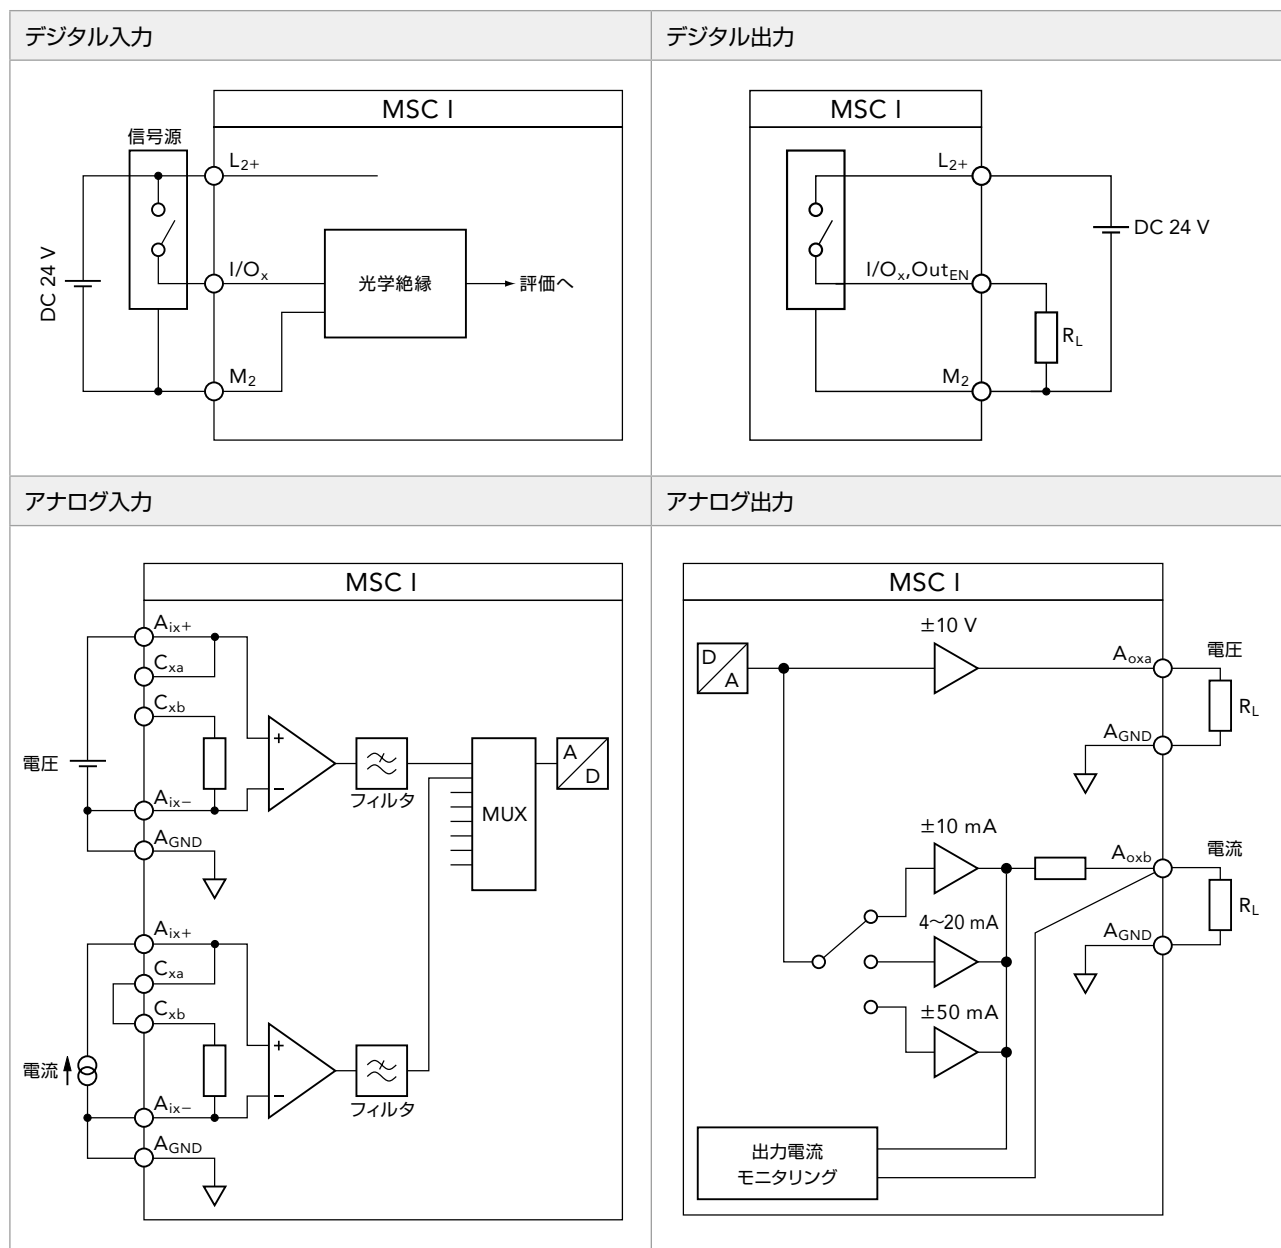 デジタル入力
デジタル出力
MSC I
信号源
L2+
DC 24 V
I/Ox
光学絶縁
評価へ
M2
MSC I
L2+
DC 24 V
I/Ox,OutEN
RL
M2
アナログ入力
アナログ出力
MSC I
Aix+
Cxa
Cxb
+
−
電圧
フィルタ
MUX
A
D
Aix−
AGND
Aix+
Cxa
Cxb
+
−
電流
フィルタ
Aix−
AGND
MSC I
D
A
±10 V
Aoxa
電圧
RL
AGND
±10 mA
Aoxb
電流
4〜20 mA
RL
AGND
±50 mA
出力電流
モニタリング